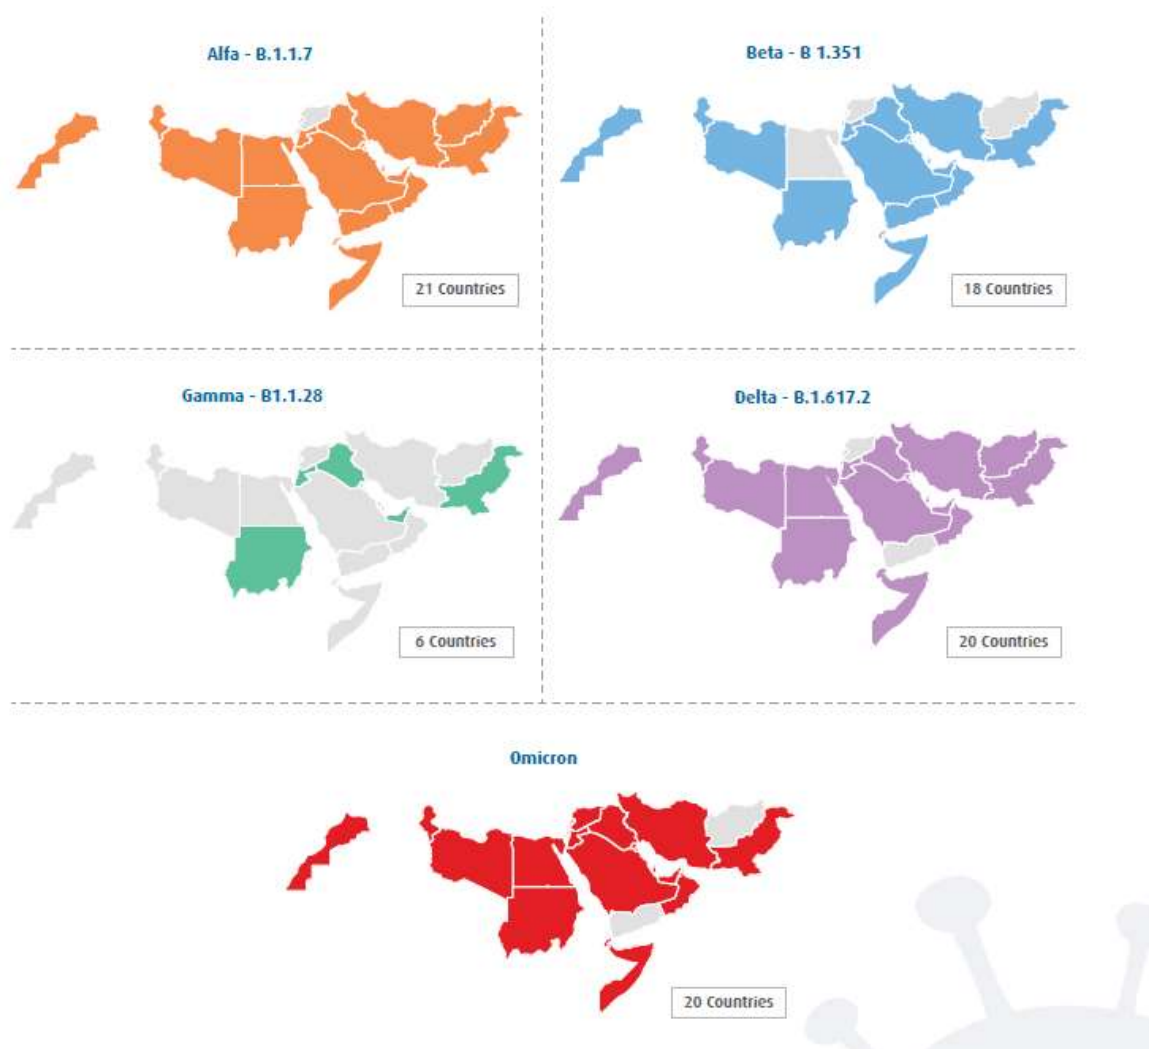 Alfa - B.1.1.7
Beta - B 1.351
21 Countries
18 Countries
Gamma - B1.1.28
Delta - B.1.617.2
6 Countries
20 Countries
Omicron
20 Countries